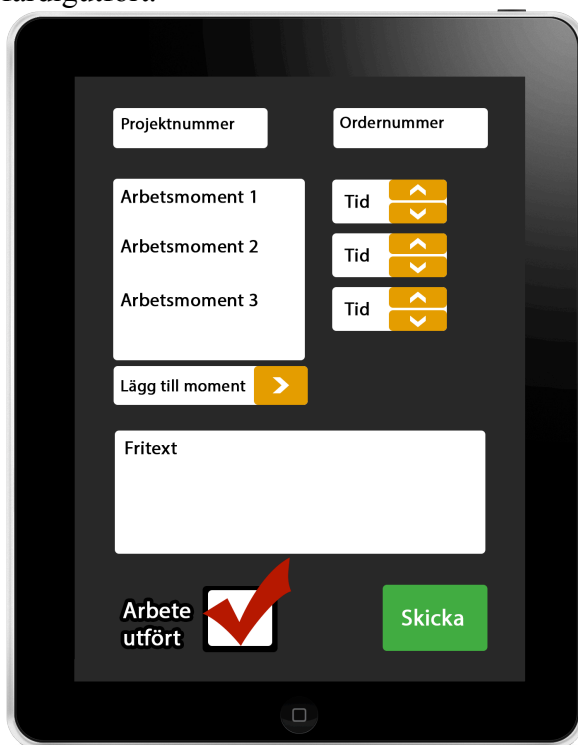 Projektnummer
Ordernummer
Arbetsmoment 1
Tid
Arbetsmoment 2
Tid
Arbetsmoment 3
Tid
Lägg till moment
Fritext
Arbete
utfört
Skicka